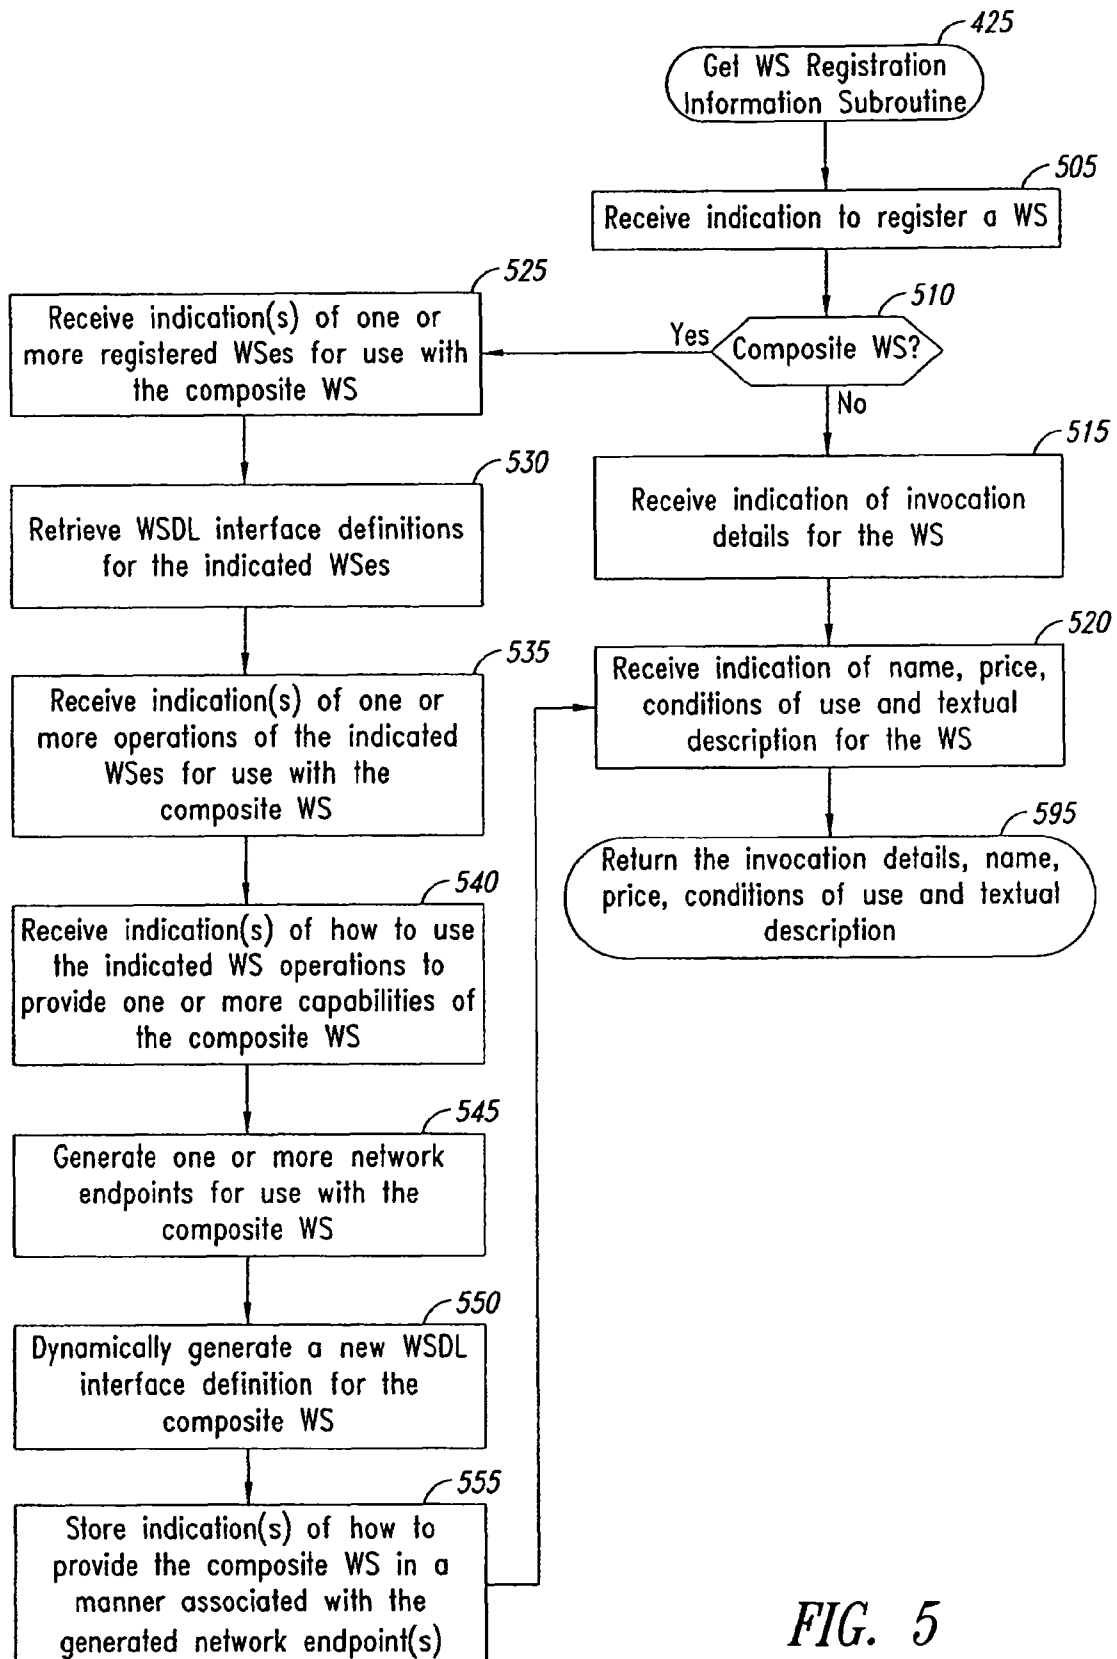 425
Get WS Registration
Information Subroutine
505
Receive indication to register a WS
510
Composite WS?
Yes
No
515
Receive indication of invocation
details for the WS
520
Receive indication of name, price,
conditions of use and textual
description for the WS
595
Return the invocation details, name,
price, conditions of use and textual
description
525
Receive indication(s) of one or
more registered WSes for use with
the composite WS
530
Retrieve WSDL interface definitions
for the indicated WSes
535
Receive indication(s) of one or
more operations of the indicated
WSes for use with the
composite WS
540
Receive indication(s) of how to use
the indicated WS operations to
provide one or more capabilities of
the composite WS
545
Generate one or more network
endpoints for use with the
composite WS
550
Dynamically generate a new WSDL
interface definition for the
composite WS
555
Store indication(s) of how to
provide the composite WS in a
manner associated with the
generated network endpoint(s)
FIG. 5